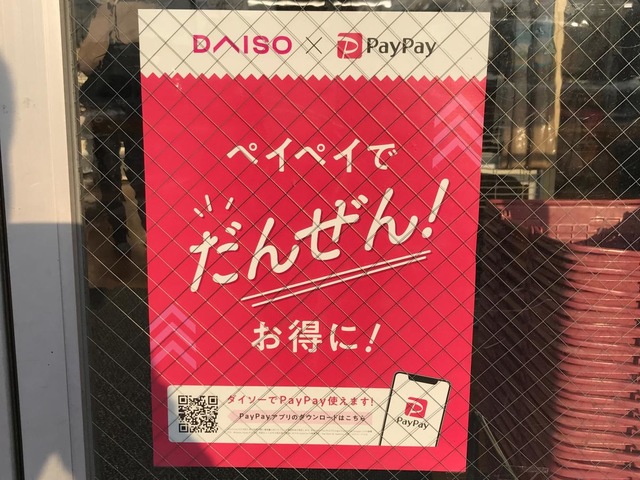 DAISO × PayPay
ペイペイで
だんぜん!
お得に!
ダイソーでPayPay使えます!
PayPayアプリのダウンロードはこちら
PayPay